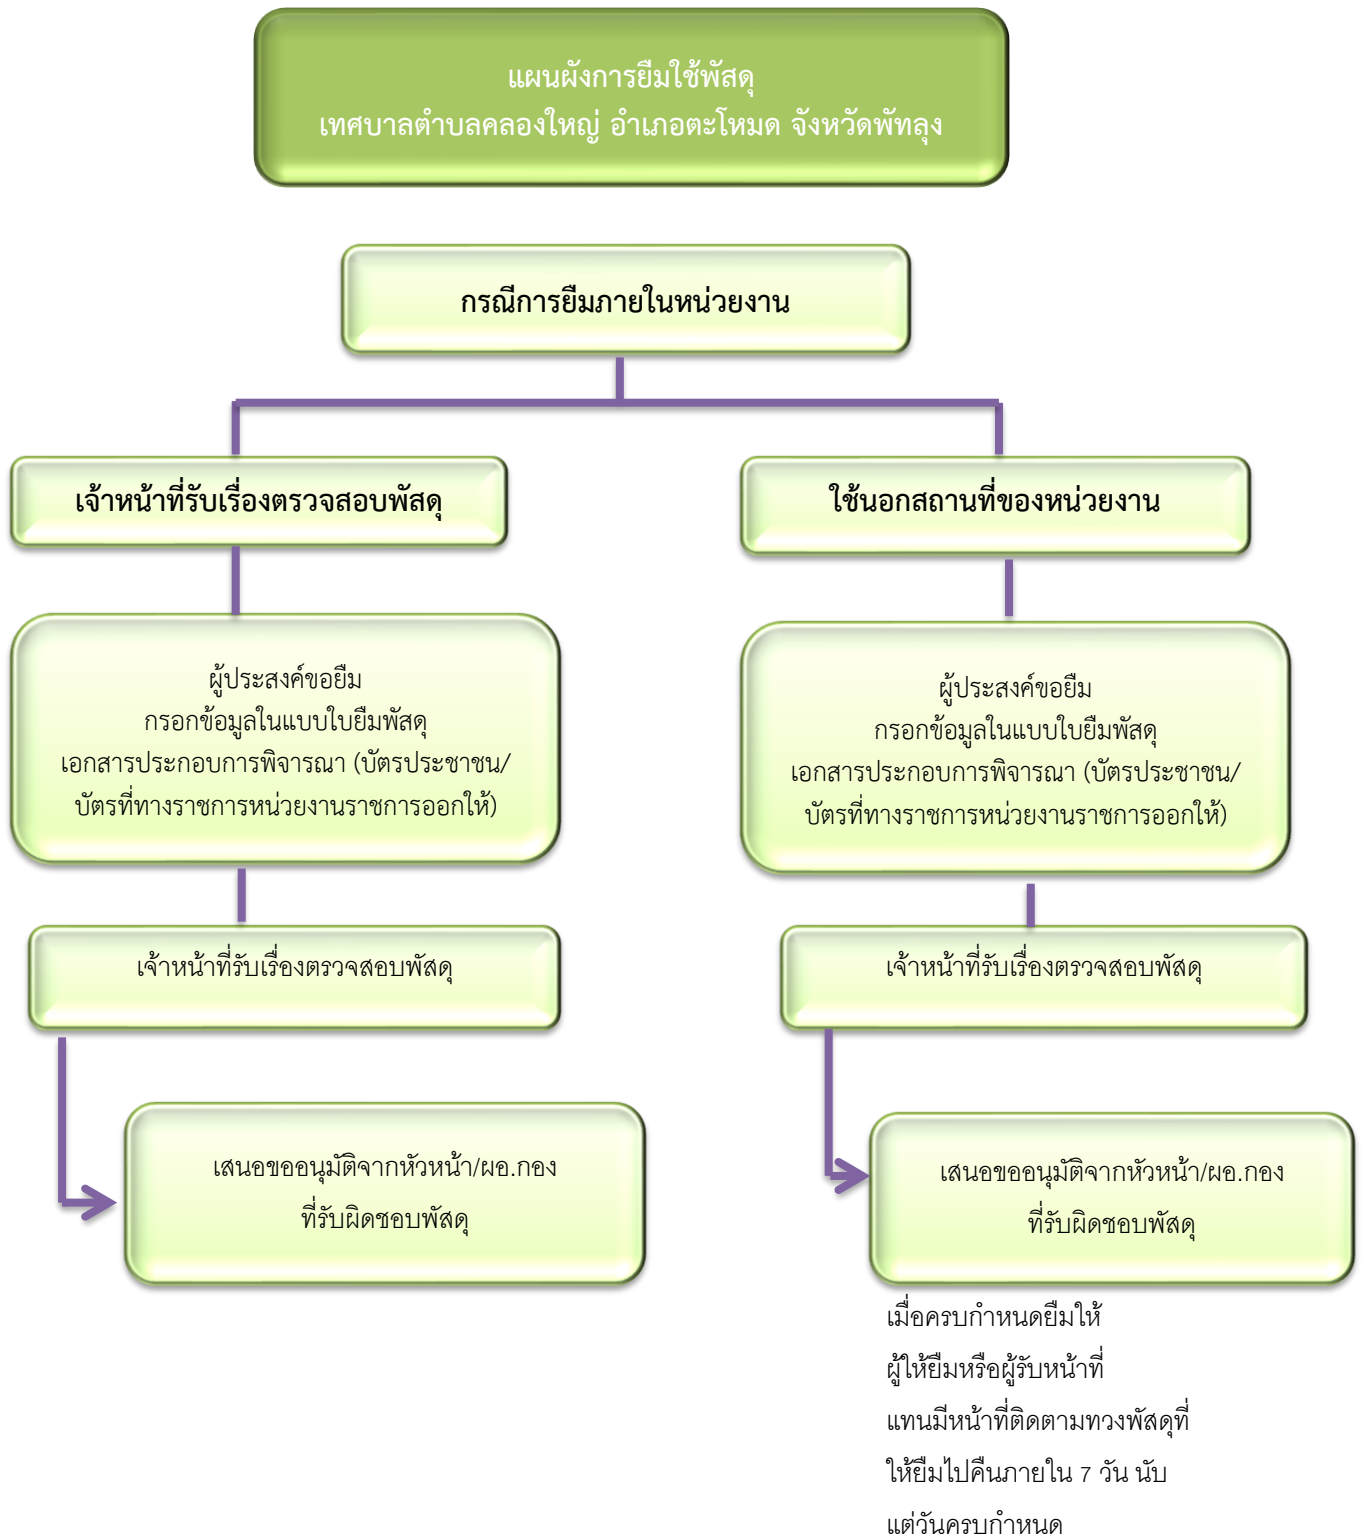 แผนผังการยืมใช้พัสดุ
เทศบาลตำบลคลองใหญ่ อำเภอตะโหมด จังหวัดพัทลุง
กรณีการยืมภายในหน่วยงาน
เจ้าหน้าที่รับเรื่องตรวจสอบพัสดุ
ผู้ประสงค์ขอยืม
กรอกข้อมูลในแบบใบยืมพัสดุ
เอกสารประกอบการพิจารณา (บัตรประชาชน/
บัตรที่ทางราชการหน่วยงานราชการออกให้)
เจ้าหน้าที่รับเรื่องตรวจสอบพัสดุ
เสนอขออนุมัติจากหัวหน้า/ผอ.กอง
ที่รับผิดชอบพัสดุ
ใช้นอกสถานที่ของหน่วยงาน
ผู้ประสงค์ขอยืม
กรอกข้อมูลในแบบใบยืมพัสดุ
เอกสารประกอบการพิจารณา (บัตรประชาชน/
บัตรที่ทางราชการหน่วยงานราชการออกให้)
เจ้าหน้าที่รับเรื่องตรวจสอบพัสดุ
เสนอขออนุมัติจากหัวหน้า/ผอ.กอง
ที่รับผิดชอบพัสดุ
เมื่อครบกำหนดยืมให้
ผู้ให้ยืมหรือผู้รับหน้าที่
แทนมีหน้าที่ติดตามทวงพัสดุที่
ให้ยืมไปคืนภายใน 7 วัน นับ
แต่วันครบกำหนด